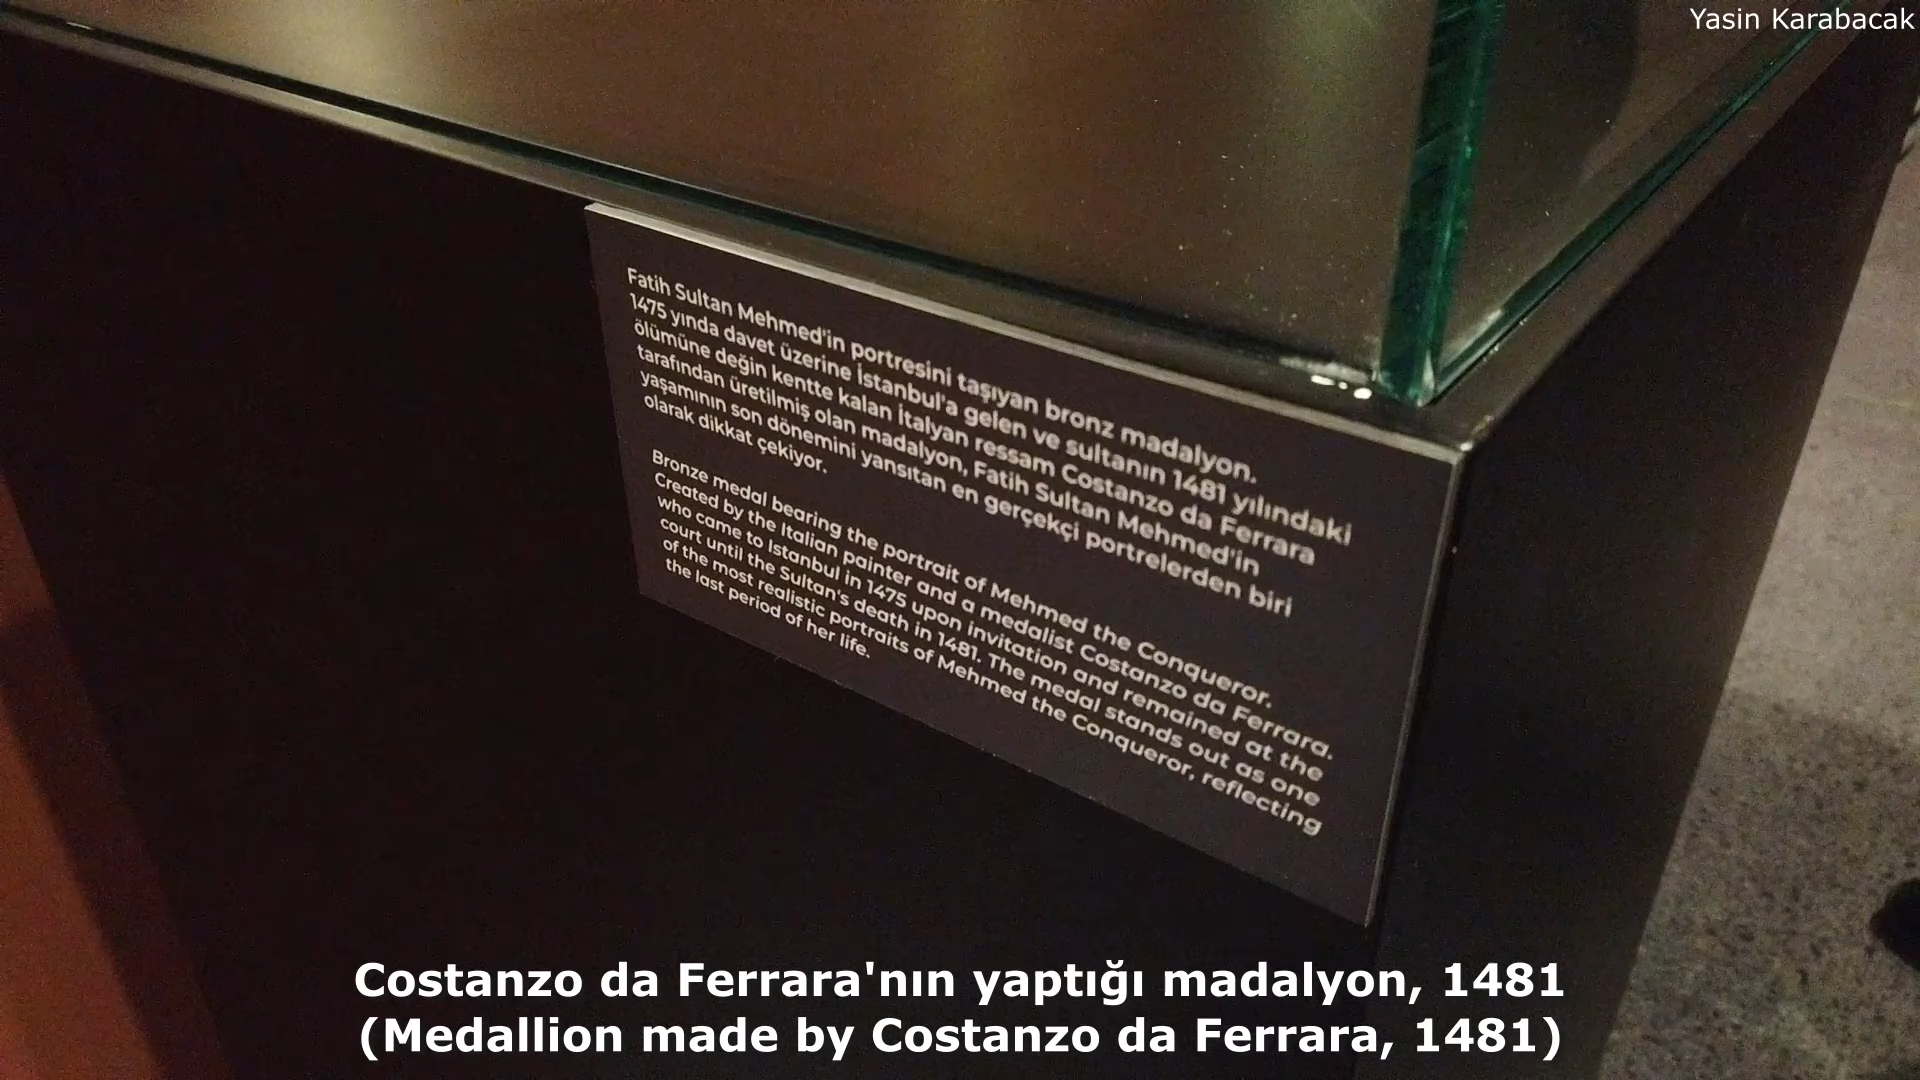 Yasin Karabacak
Fatih Sultan Mehmed'in portresini taşıyan bronz madalyon.
1475 yında davet üzerine İstanbul'a gelen ve sultanın 1481 yılındaki
ölümüne değin kentte kalan İtalyan ressam Costanzo da Ferrara
tarafından üretilmiş olan madalyon, Fatih Sultan Mehmed'in
yaşamının son dönemini yansıtan en gerçekçi portrelerden biri
olarak dikkat çekiyor.
Bronze medal bearing the portrait of Mehmed the Conqueror.
Created by the Italian painter and a medalist Costanzo da Ferrara.
who came to Istanbul in 1475 upon invitation and remained at the
court until the Sultan's death in 1481. The medal stands out as one
of the most realistic portraits of Mehmed the Conqueror, reflecting
the last period of her life.
Costanzo da Ferrara'nın yaptığı madalyon, 1481
(Medallion made by Costanzo da Ferrara, 1481)